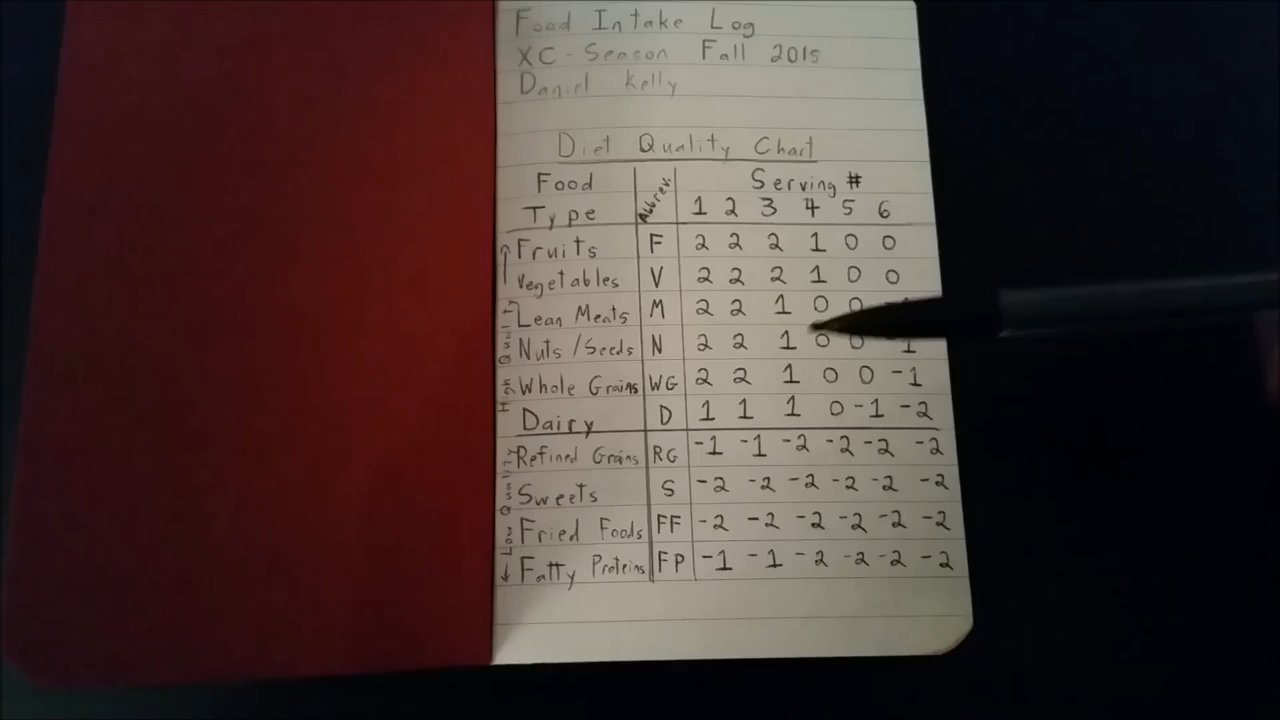 Food Intake Log
XC-Season Fall 2015
Daniel Kelly
Diet Quality Chart
Food Abbrev. Serving #
Type 1 2 3 4 5 6
Fruits F 2 2 2 1 0 0
Vegetables V 2 2 2 1 0 0
Lean Meats M 2 2 1 0 0
Nuts/Seeds N 2 2 1 0 0 -1
Whole Grains WG 2 2 1 0 0 -1
Dairy D 1 1 1 0 -1 -2
Refined Grains RG -1 -1 -2 -2 -2 -2
Sweets S -2 -2 -2 -2 -2 -2
Fried Foods FF -2 -2 -2 -2 -2 -2
Fatty Proteins FP -1 -1 -2 -2 -2 -2